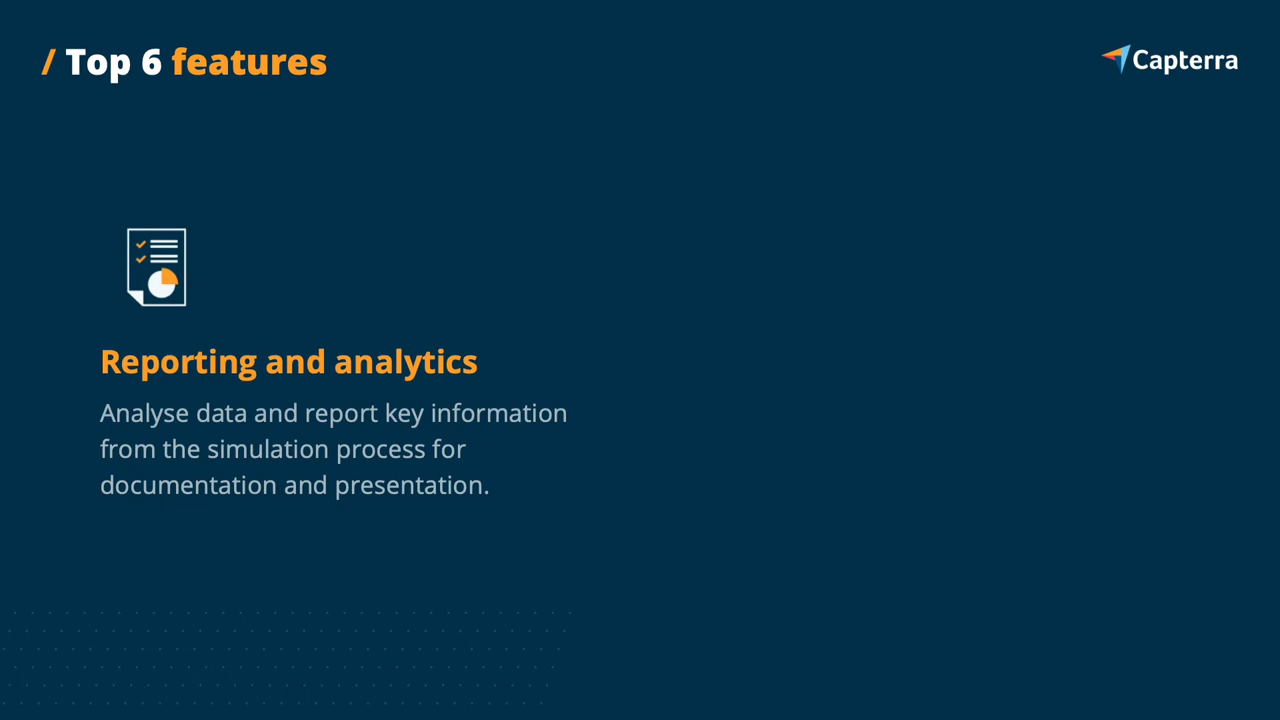 / Top 6 features
Capterra
Reporting and analytics
Analyse data and report key information
from the simulation process for
documentation and presentation.